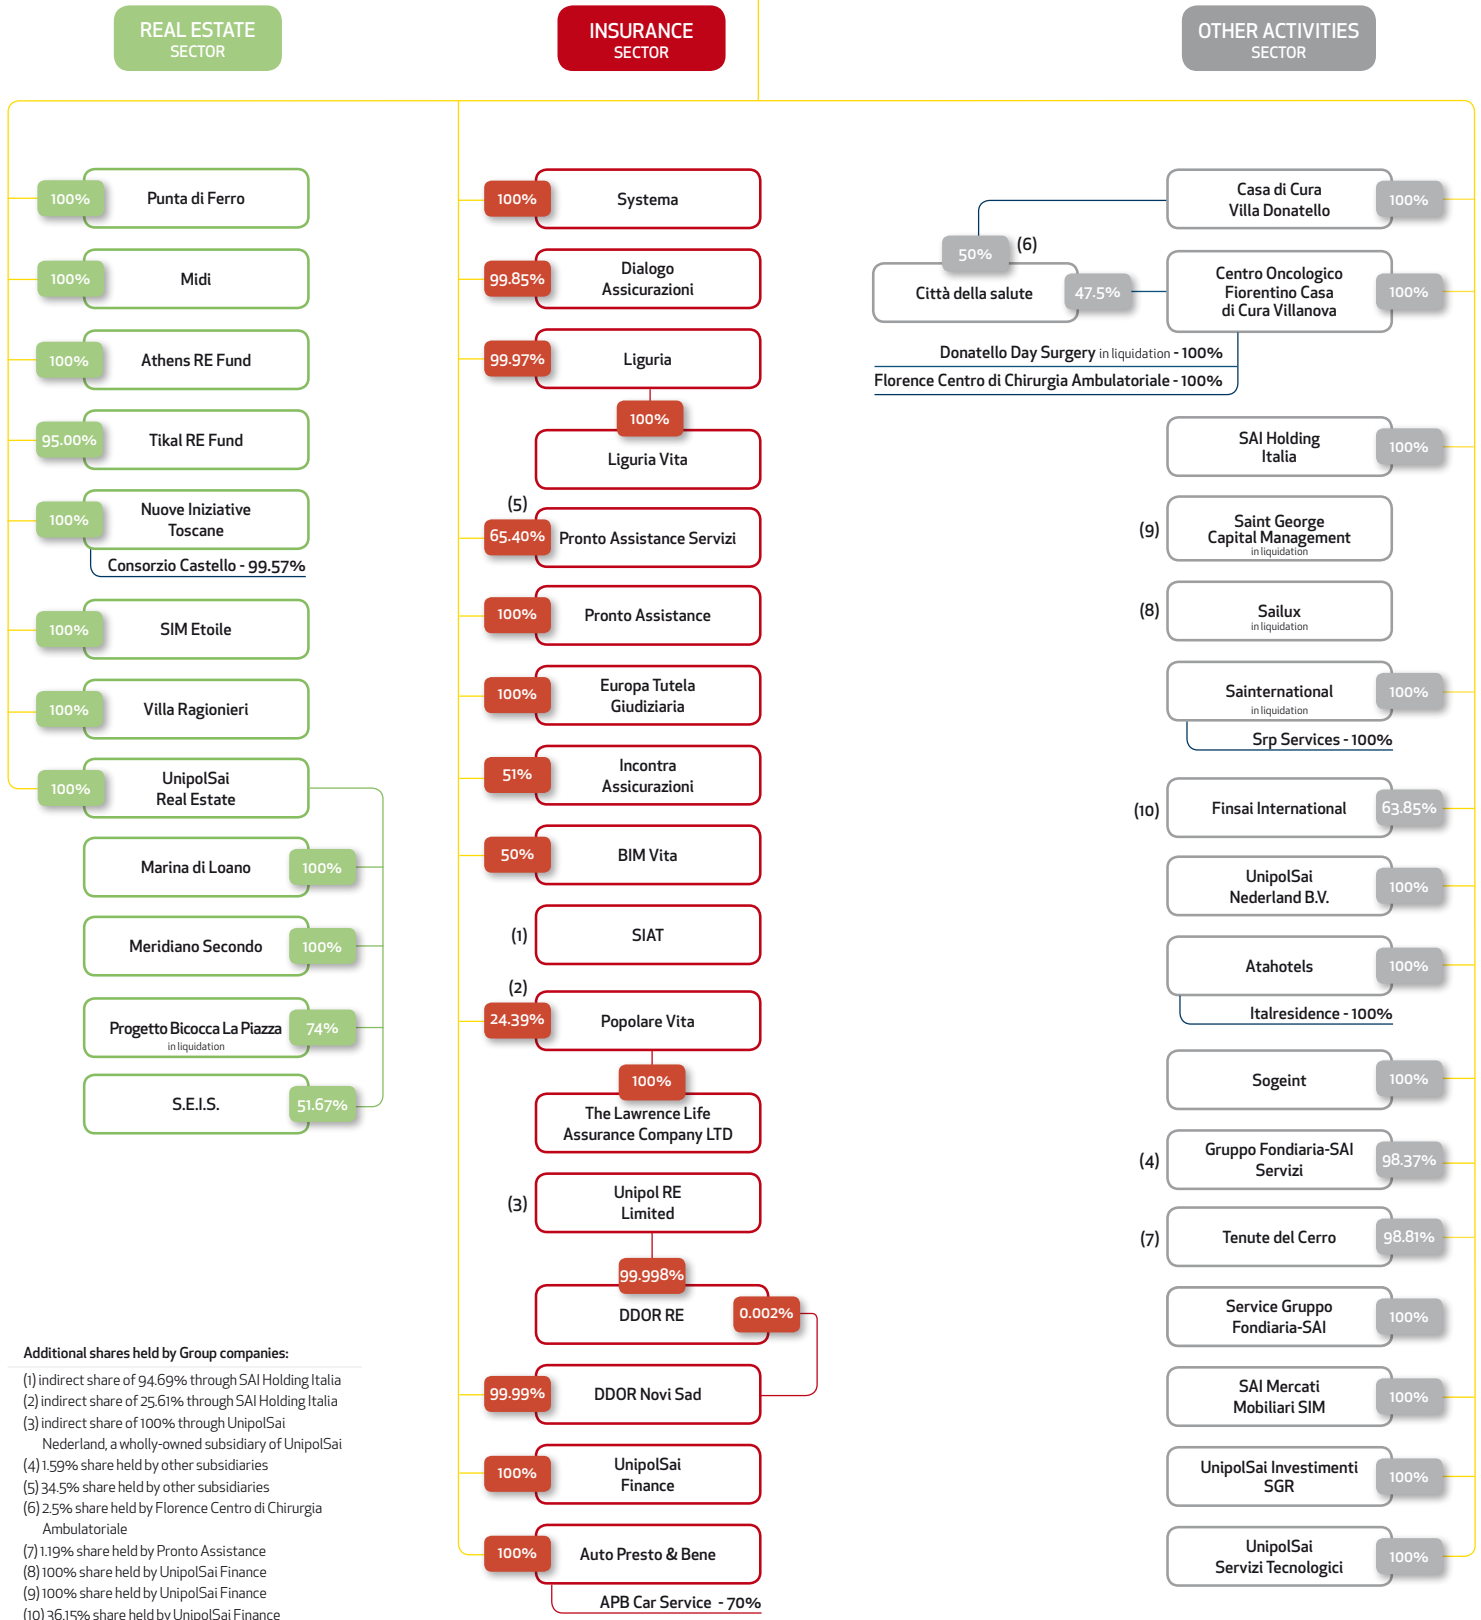 REAL ESTATE
SECTOR
100%
Punta di Ferro
100%
Midi
100%
Athens RE Fund
95.00%
Tikal RE Fund
100%
Nuove Iniziative
Toscane
Consorzio Castello - 99.57%
100%
SIM Etoile
100%
Villa Ragionieri
100%
UnipolSai
Real Estate
Marina di Loano
100%
Meridiano Secondo
100%
Progetto Bicocca La Piazza
in liquidation
74%
S.E.I.S.
51.67%
INSURANCE
SECTOR
100%
Systema
99.85%
Dialogo
Assicurazioni
99.97%
Liguria
100%
Liguria Vita
(5)
65.40%
Pronto Assistance Servizi
100%
Pronto Assistance
100%
Europa Tutela
Giudiziaria
51%
Incontra
Assicurazioni
50%
BIM Vita
(1)
SIAT
(2)
24.39%
Popolare Vita
100%
The Lawrence Life
Assurance Company LTD
(3)
Unipol RE
Limited
99.998%
DDOR RE
0.002%
99.99%
DDOR Novi Sad
100%
UnipolSai
Finance
100%
Auto Presto & Bene
APB Car Service - 70%
OTHER ACTIVITIES
SECTOR
Casa di Cura
Villa Donatello
100%
50%
(6)
Città della salute
47.5%
Centro Oncologico
Fiorentino Casa
di Cura Villanova
100%
Donatello Day Surgery in liquidation - 100%
Florence Centro di Chirurgia Ambulatoriale - 100%
SAI Holding
Italia
100%
(9)
Saint George
Capital Management
in liquidation
(8)
Sailux
in liquidation
Sainternational
in liquidation
100%
Srp Services - 100%
(10)
Finsai International
63.85%
UnipolSai
Nederland B.V.
100%
Atahotels
100%
Italresidence - 100%
Sogeint
100%
(4)
Gruppo Fondiaria-SAI
Servizi
98.37%
(7)
Tenute del Cerro
98.81%
Service Gruppo
Fondiaria-SAI
100%
SAI Mercati
Mobiliari SIM
100%
UnipolSai Investimenti
SGR
100%
UnipolSai
Servizi Tecnologici
100%
Additional shares held by Group companies:
(1) indirect share of 94.69% through SAI Holding Italia
(2) indirect share of 25.61% through SAI Holding Italia
(3) indirect share of 100% through UnipolSai
Nederland, a wholly-owned subsidiary of UnipolSai
(4) 1.59% share held by other subsidiaries
(5) 34.5% share held by other subsidiaries
(6) 2.5% share held by Florence Centro di Chirurgia
Ambulatoriale
(7) 1.19% share held by Pronto Assistance
(8) 100% share held by UnipolSai Finance
(9) 100% share held by UnipolSai Finance
(10) 36.15% share held by UnipolSai Finance